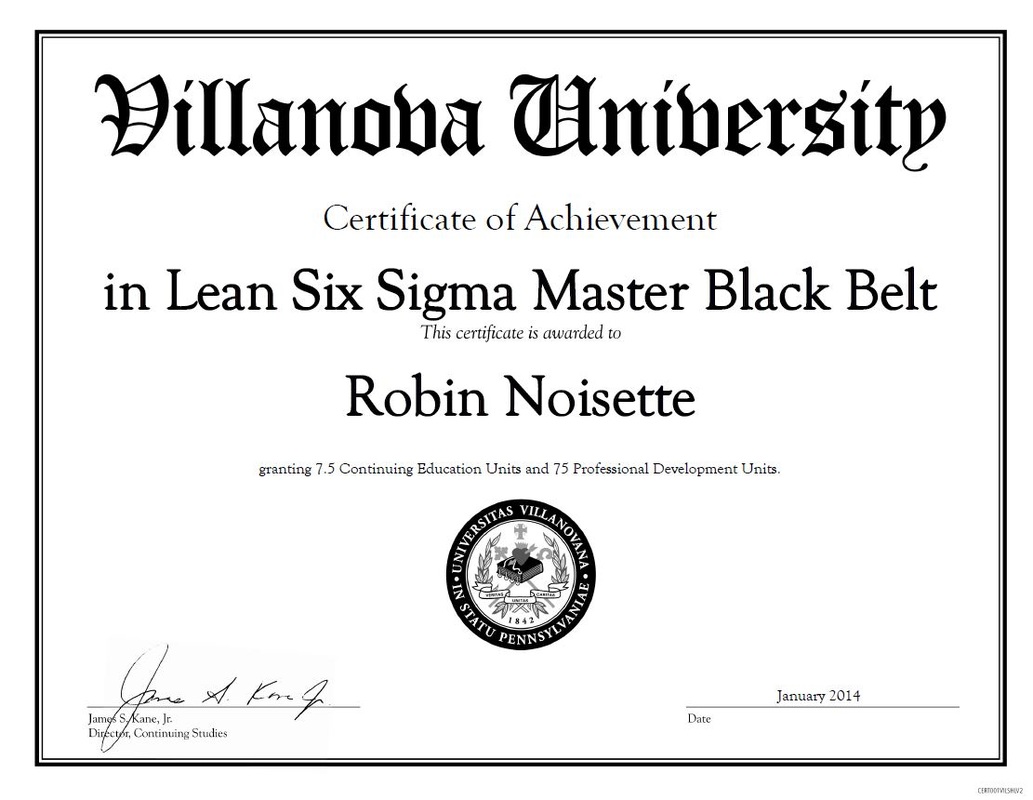 Villanova University
Certificate of Achievement
in Lean Six Sigma Master Black Belt
This certificate is awarded to
Robin Noisette
granting 7.5 Continuing Education Units and 75 Professional Development Units.
UNIVERSITAS VILLANOVANA
IN STATU PENNSYLVANIAE
VERITAS UNITAS CARITAS
1842
James S. Kane Jr.
James S. Kane, Jr.
Director, Continuing Studies
January 2014
Date